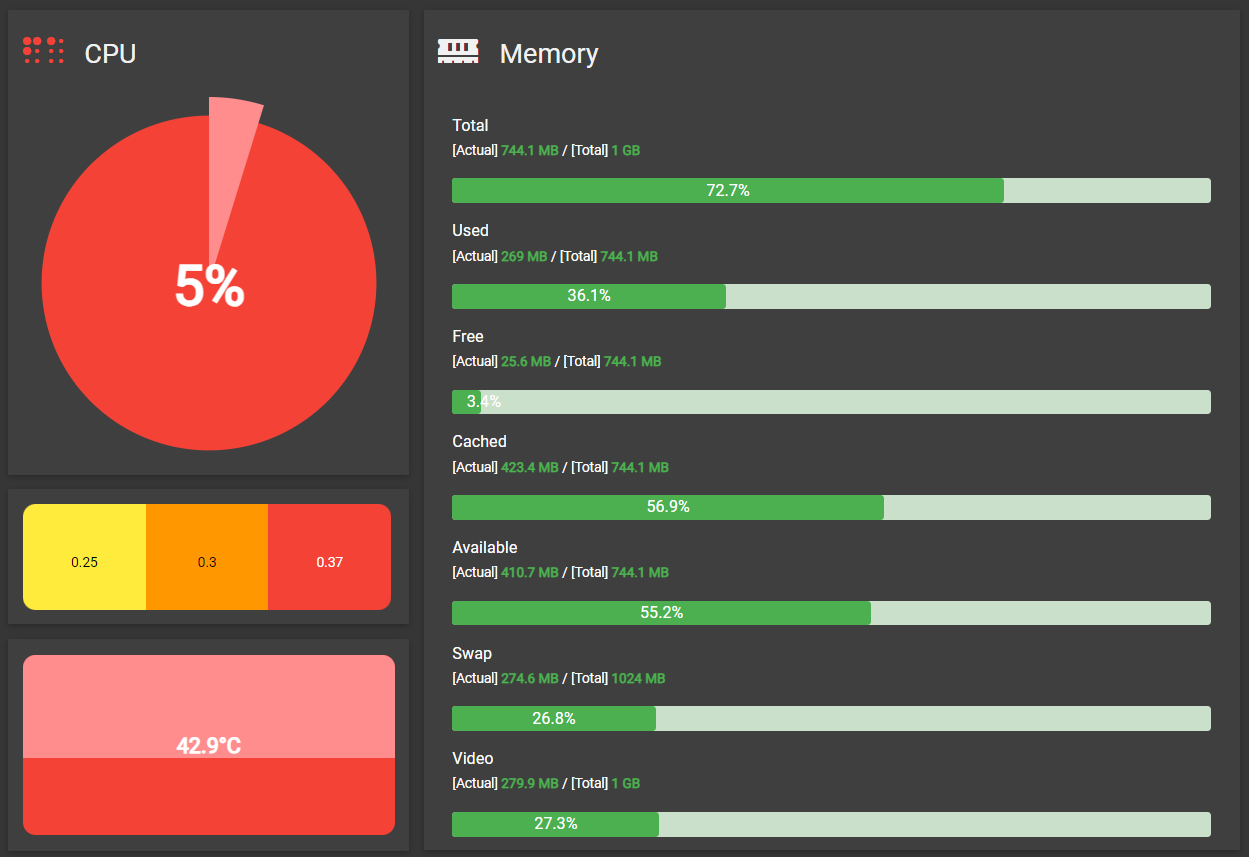 CPU
5%
0.25
0.3
0.37
42.9°C
Memory
Total
[Actual] 744.1 MB / [Total] 1 GB
72.7%
Used
[Actual] 269 MB / [Total] 744.1 MB
36.1%
Free
[Actual] 25.6 MB / [Total] 744.1 MB
3.4%
Cached
[Actual] 423.4 MB / [Total] 744.1 MB
56.9%
Available
[Actual] 410.7 MB / [Total] 744.1 MB
55.2%
Swap
[Actual] 274.6 MB / [Total] 1024 MB
26.8%
Video
[Actual] 279.9 MB / [Total] 1 GB
27.3%